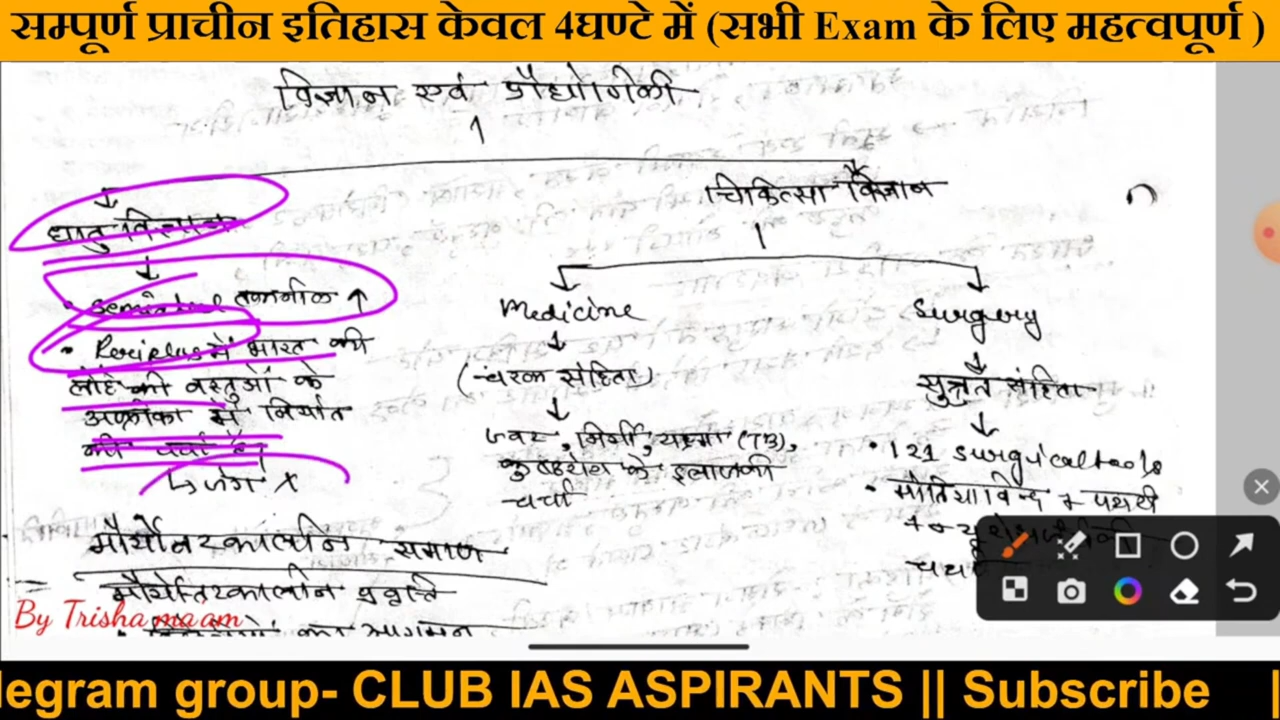 सम्पूर्ण प्राचीन इतिहास केवल 4घण्टे में (सभी Exam के लिए महत्वपूर्ण )
विज्ञान एवं प्रौद्योगिकी
धातु विज्ञान
चिकित्सा विज्ञान
तकनीक ↑
Medicine
Surgery
• Periplus में भारत की
लोहे की वस्तुओं के
अफ्रीका में निर्यात
की चर्चा है।
↳ जंग X
(चरक संहिता)
ज्वर, मिर्गी, यक्ष्मा (TB),
कुष्ठरोग के इलाज की
चर्चा
सुश्रुत संहिता
• 121 surgical tools
• मोतियाबिन्द + पथरी
मौर्योत्तरकालीन समाज
मौर्योत्तरकालीन प्रवृत्ति
का आगमन
By Trisha maam
legram group- CLUB IAS ASPIRANTS || Subscribe